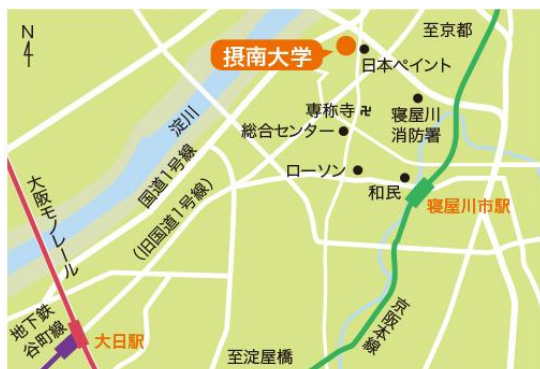 N
至京都
摂南大学
日本ペイント
淀川
専称寺卍
寝屋川
消防署
総合センター
国道1号線
ローソン
和民
(旧国道1号線)
寝屋川市駅
大阪モノレール
地下鉄
谷町線
大日駅
京阪本線
至淀屋橋